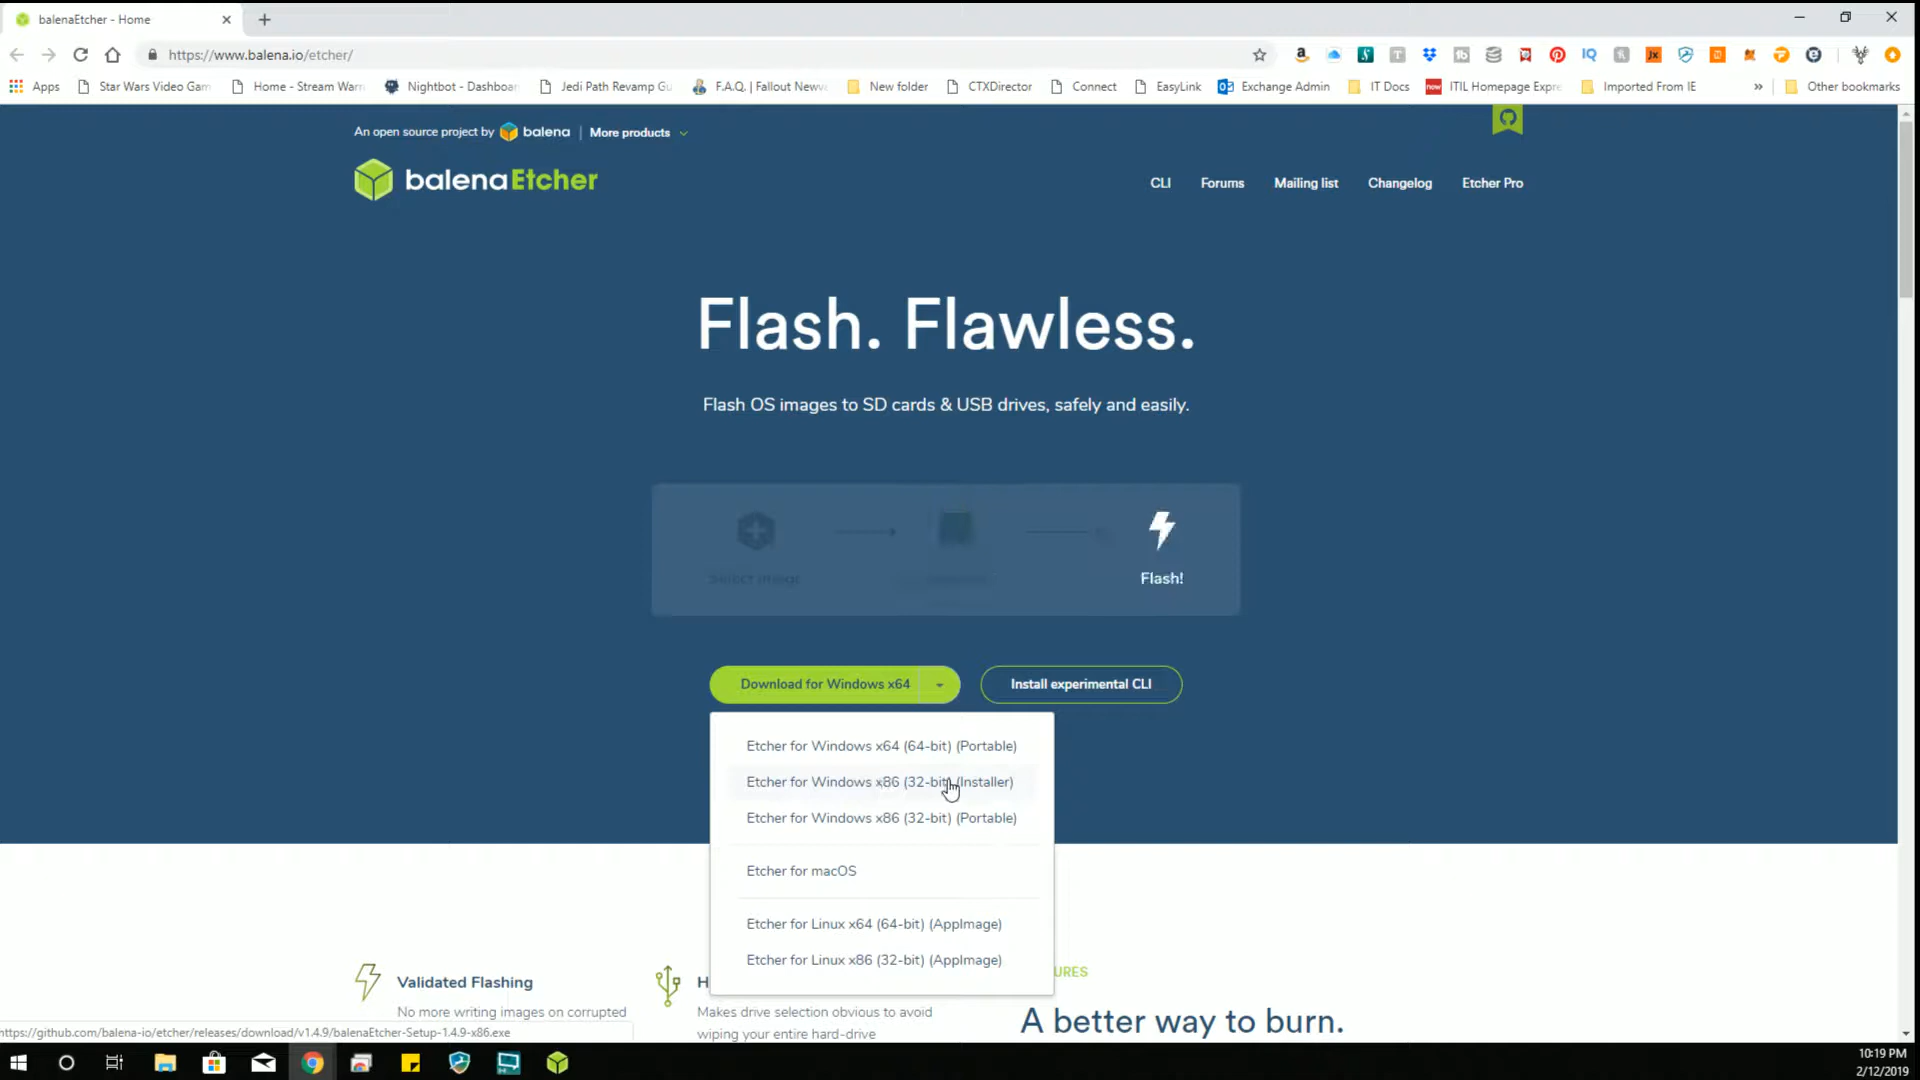 balenaEtcher - Home
https://www.balena.io/etcher/
Apps
Star Wars Video Gam
Home - Stream Warr
Nightbot - Dashboar
Jedi Path Revamp Gu
F.A.Q. | Fallout Newva
New folder
CTXDirector
Connect
EasyLink
Exchange Admin
IT Docs
ITIL Homepage Expre
Imported From IE
»
Other bookmarks
An open source project by balena | More products
balenaEtcher
CLI
Forums
Mailing list
Changelog
Etcher Pro
Flash. Flawless.
Flash OS images to SD cards & USB drives, safely and easily.
Select image
Flash!
Download for Windows x64
Install experimental CLI
Etcher for Windows x64 (64-bit) (Portable)
Etcher for Windows x86 (32-bit) (Installer)
Etcher for Windows x86 (32-bit) (Portable)
Etcher for macOS
Etcher for Linux x64 (64-bit) (AppImage)
Etcher for Linux x86 (32-bit) (AppImage)
Validated Flashing
No more writing images on corrupted
H
Makes drive selection obvious to avoid
wiping your entire hard-drive
URES
A better way to burn.
https://github.com/balena-io/etcher/releases/download/v1.4.9/balenaEtcher-Setup-1.4.9-x86.exe
10:19 PM
2/12/2019